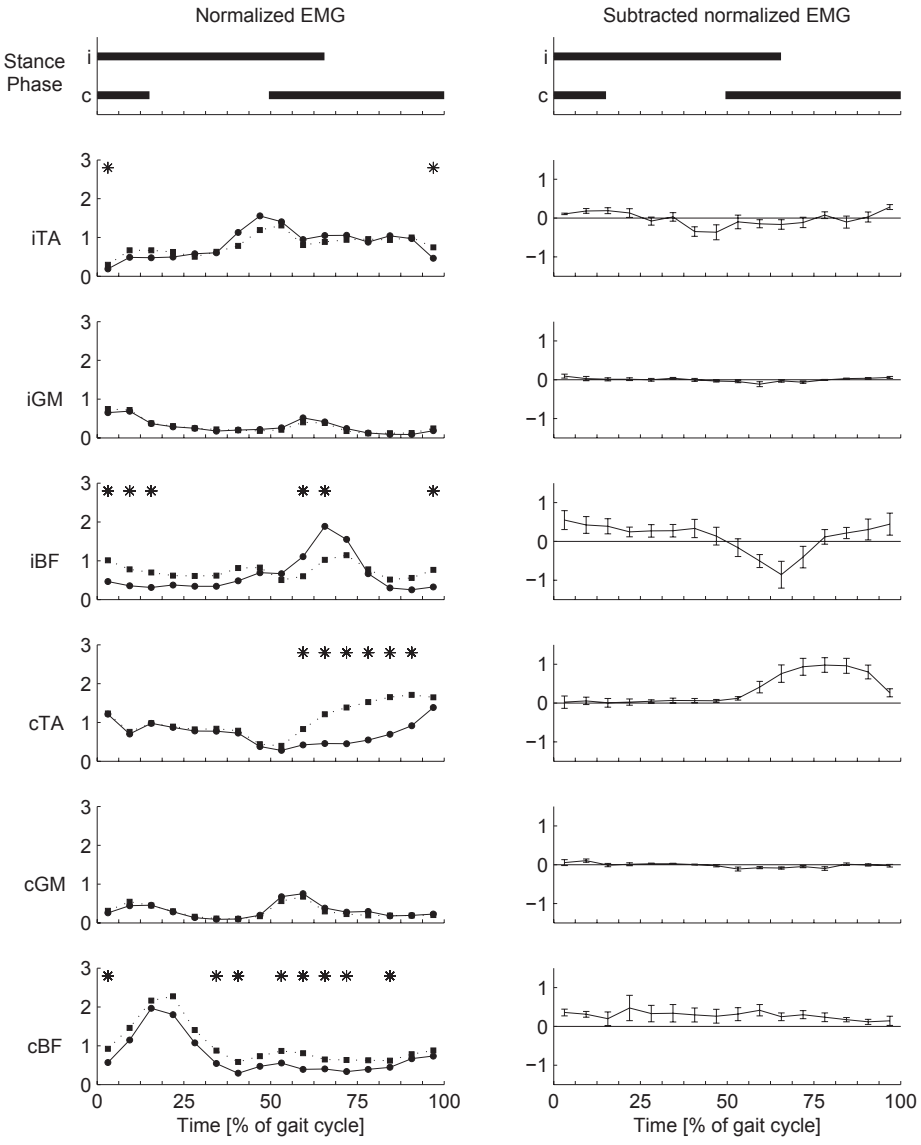 Normalized EMG
Subtracted normalized EMG
Stance
Phase
i
c
i
c
iTA
3
2
1
0
1
0
−1
iGM
3
2
1
0
1
0
−1
iBF
3
2
1
0
1
0
−1
cTA
3
2
1
0
1
0
−1
cGM
3
2
1
0
1
0
−1
cBF
3
2
1
0
1
0
−1
0 25 50 75 100
Time [% of gait cycle]
0 25 50 75 100
Time [% of gait cycle]